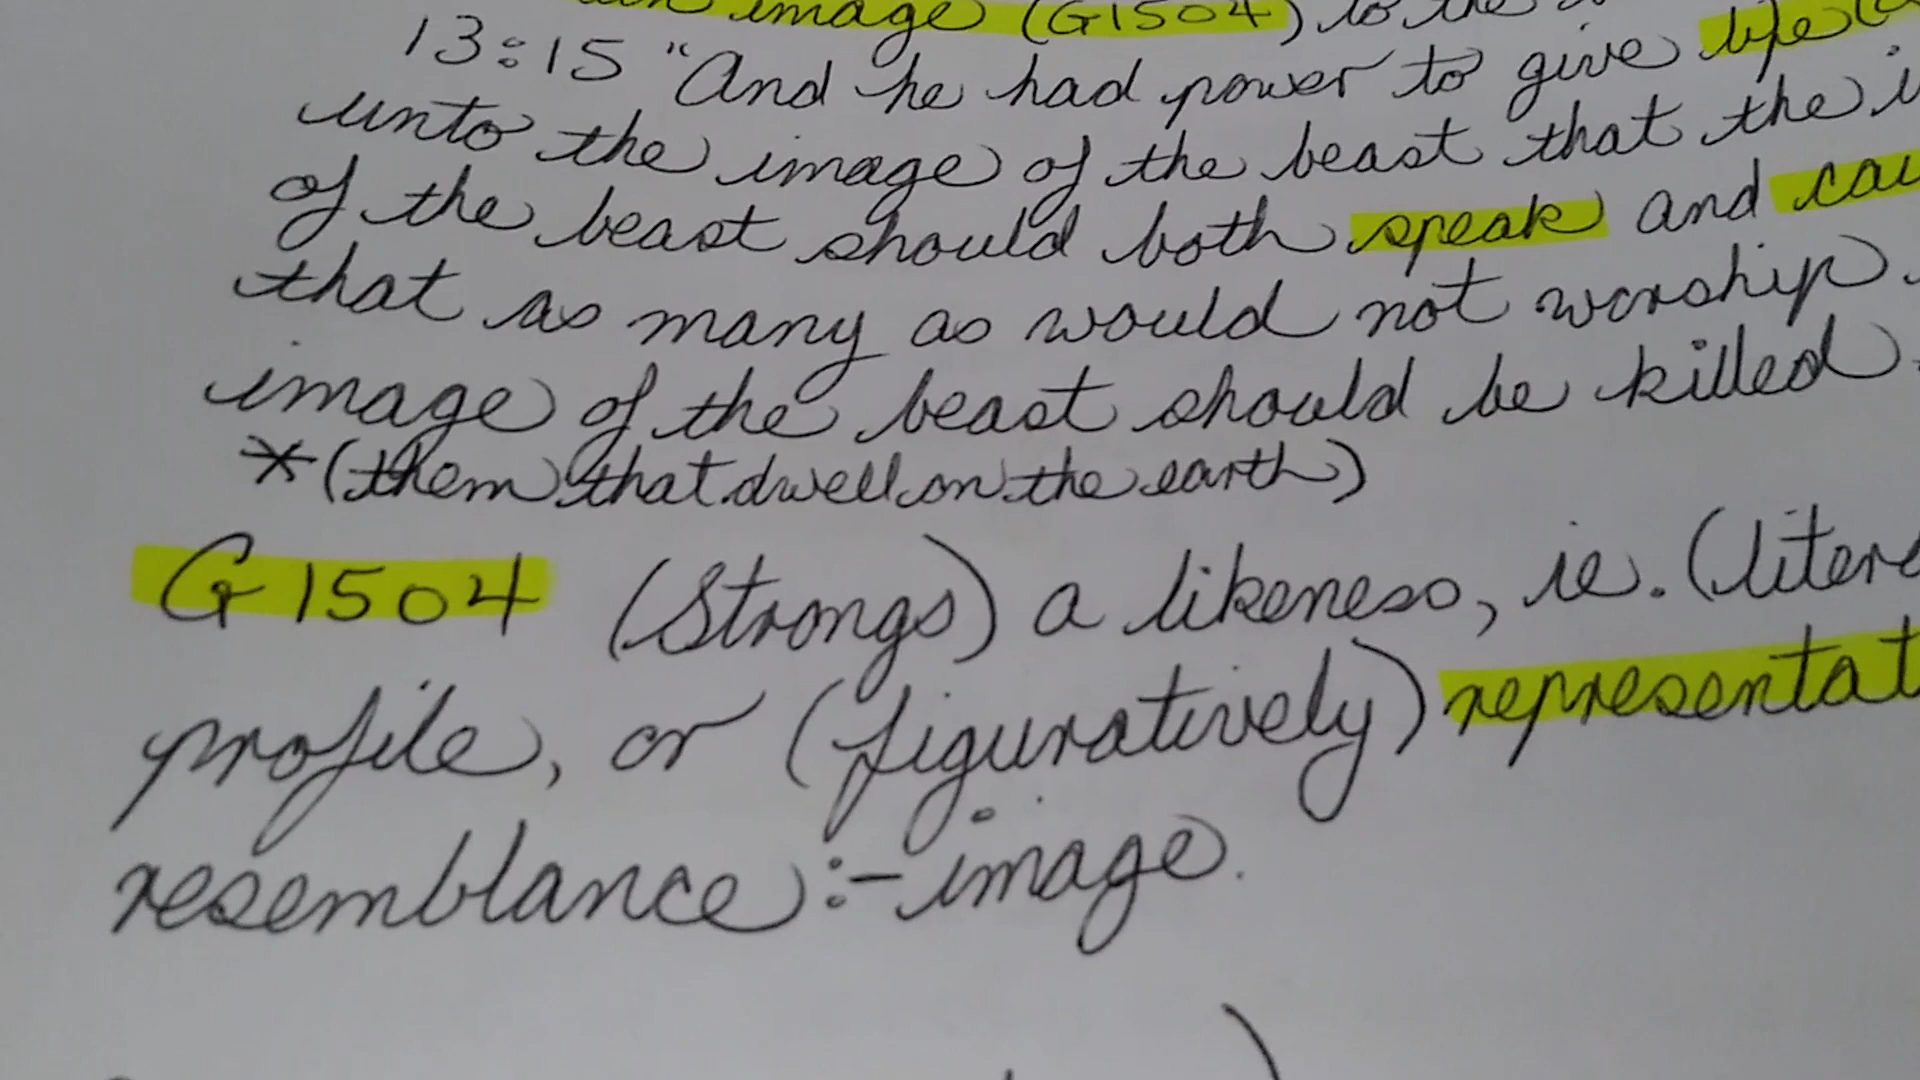 image (G1504) to the
13:15 "And he had power to give life
unto the image of the beast that the
of the beast should both speak and
that as many as would not worship
image of the beast should be killed.
*(them that dwell on the earth)
G1504 (Strongs) a likeness, ie. (
profile, or (figuratively)
resemblance:-image.